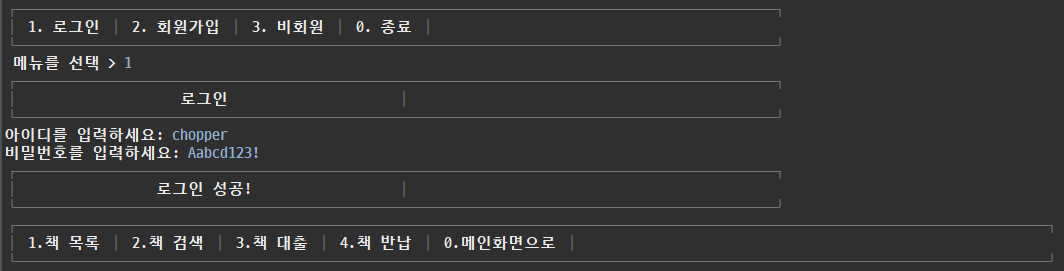 1. 로그인 | 2. 회원가입 | 3. 비회원 | 0. 종료 |
메뉴를 선택 > 1
로그인 |
아이디를 입력하세요: chopper
비밀번호를 입력하세요: Aabcd123!
로그인 성공! |
1.책 목록 | 2.책 검색 | 3.책 대출 | 4.책 반납 | 0.메인화면으로 |